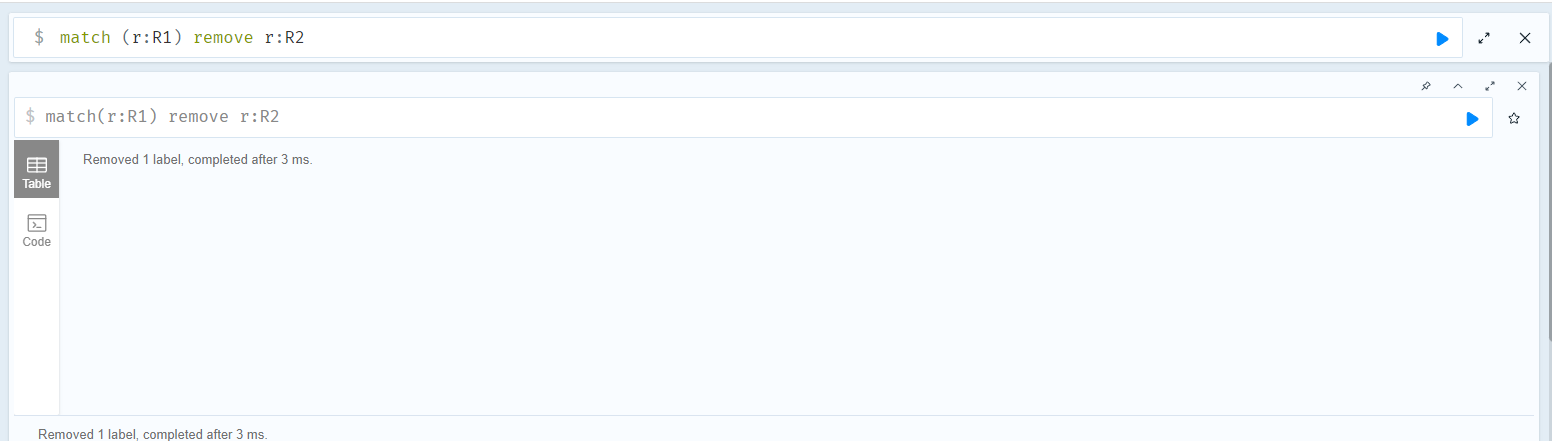 $ match (r:R1) remove r:R2
$ match(r:R1) remove r:R2
Removed 1 label, completed after 3 ms.
Table
Code
Removed 1 label, completed after 3 ms.